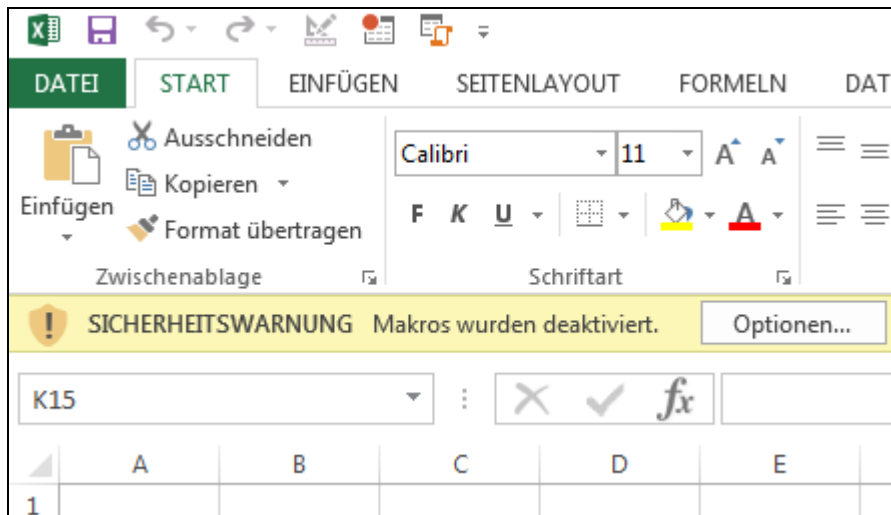 DATEI START EINFÜGEN SEITENLAYOUT FORMELN DAT
Einfügen
Ausschneiden
Kopieren
Format übertragen
Zwischenablage
Calibri 11 A A
F K U A
Schriftart
SICHERHEITSWARNUNG Makros wurden deaktiviert. Optionen...
K15 fx
A B C D E
1